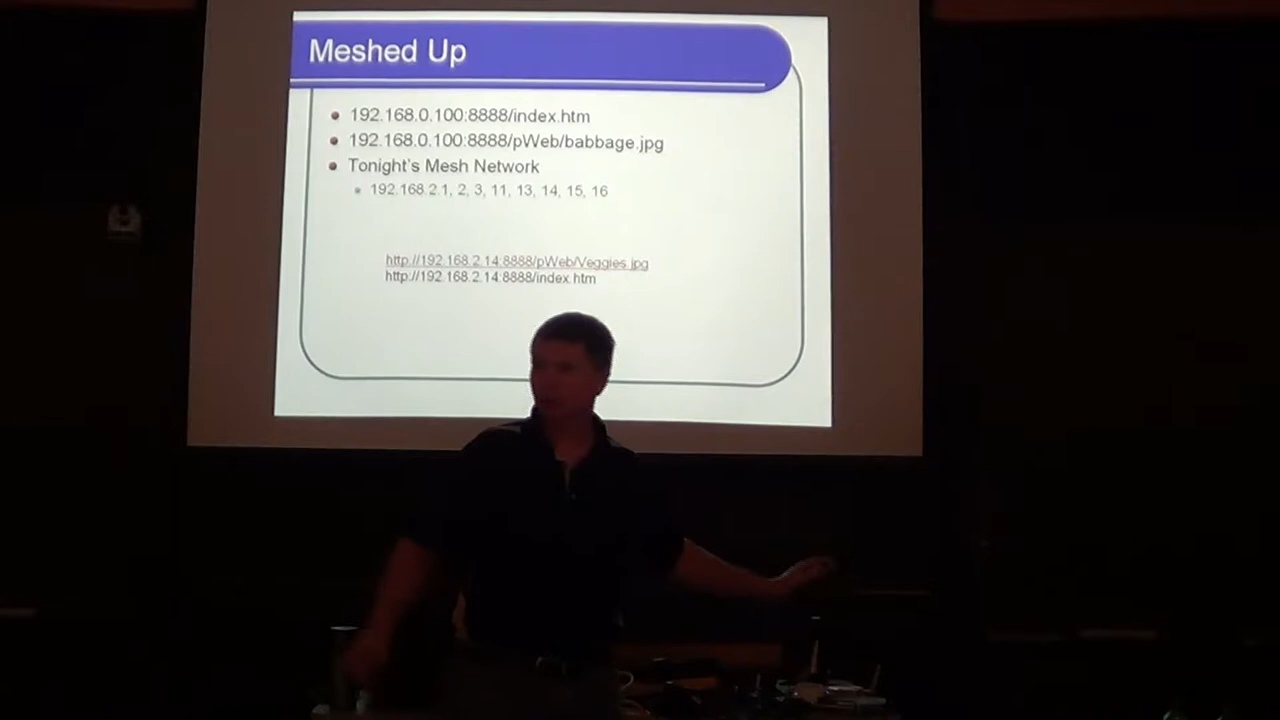 Meshed Up
192.168.0.100:8888/index.htm
192.168.0.100:8888/pWeb/babbage.jpg
Tonight's Mesh Network
192.168.2.1, 2, 3, 11, 13, 14, 15, 16
http://192.168.2.14:8888/pWeb/Veggies.jpg
http://192.168.2.14:8888/index.htm